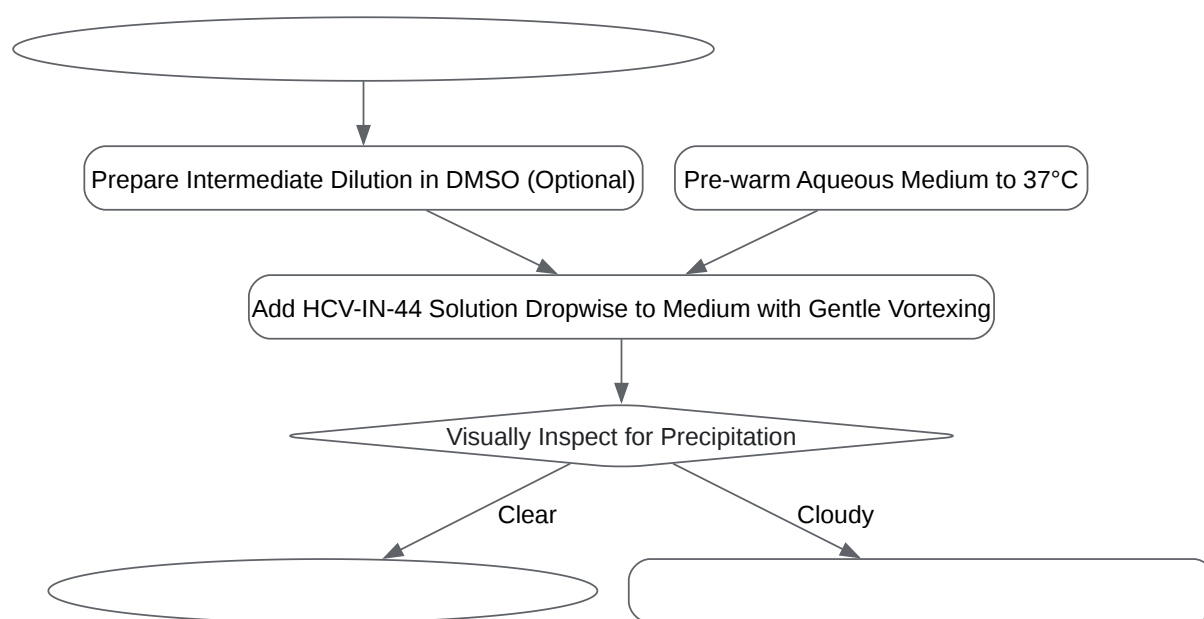 Prepare Intermediate Dilution in DMSO (Optional)
Pre-warm Aqueous Medium to 37°C
Add HCV-IN-44 Solution Dropwise to Medium with Gentle Vortexing
Visually Inspect for Precipitation
Clear
Cloudy